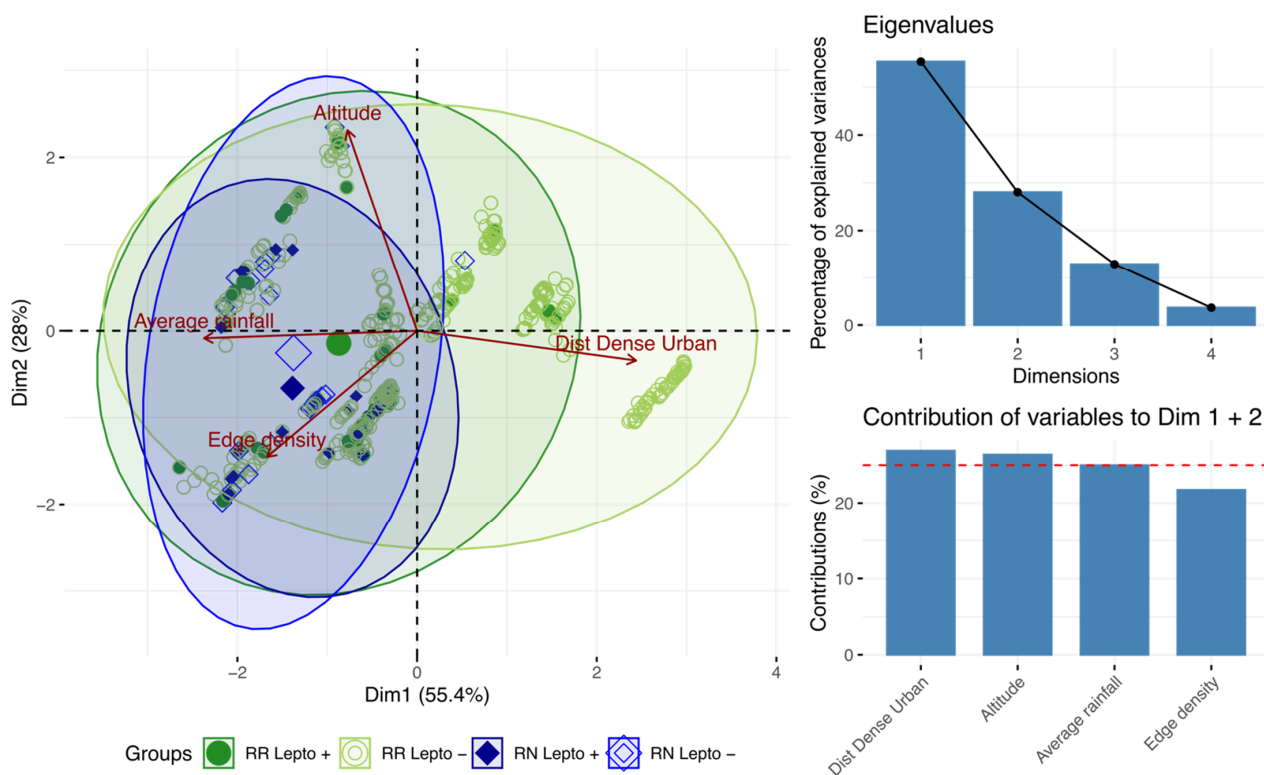 Altitude
Average rainfall
Dist Dense Urban
Edge density
2
0
−2
−2
0
2
4
Dim2 (28%)
Dim1 (55.4%)
Groups
RR Lepto +
RR Lepto −
RN Lepto +
RN Lepto −
Eigenvalues
Percentage of explained variances
40
20
0
1
2
3
4
Dimensions
Contribution of variables to Dim 1 + 2
Contributions (%)
20
10
0
Dist Dense Urban
Altitude
Average rainfall
Edge density